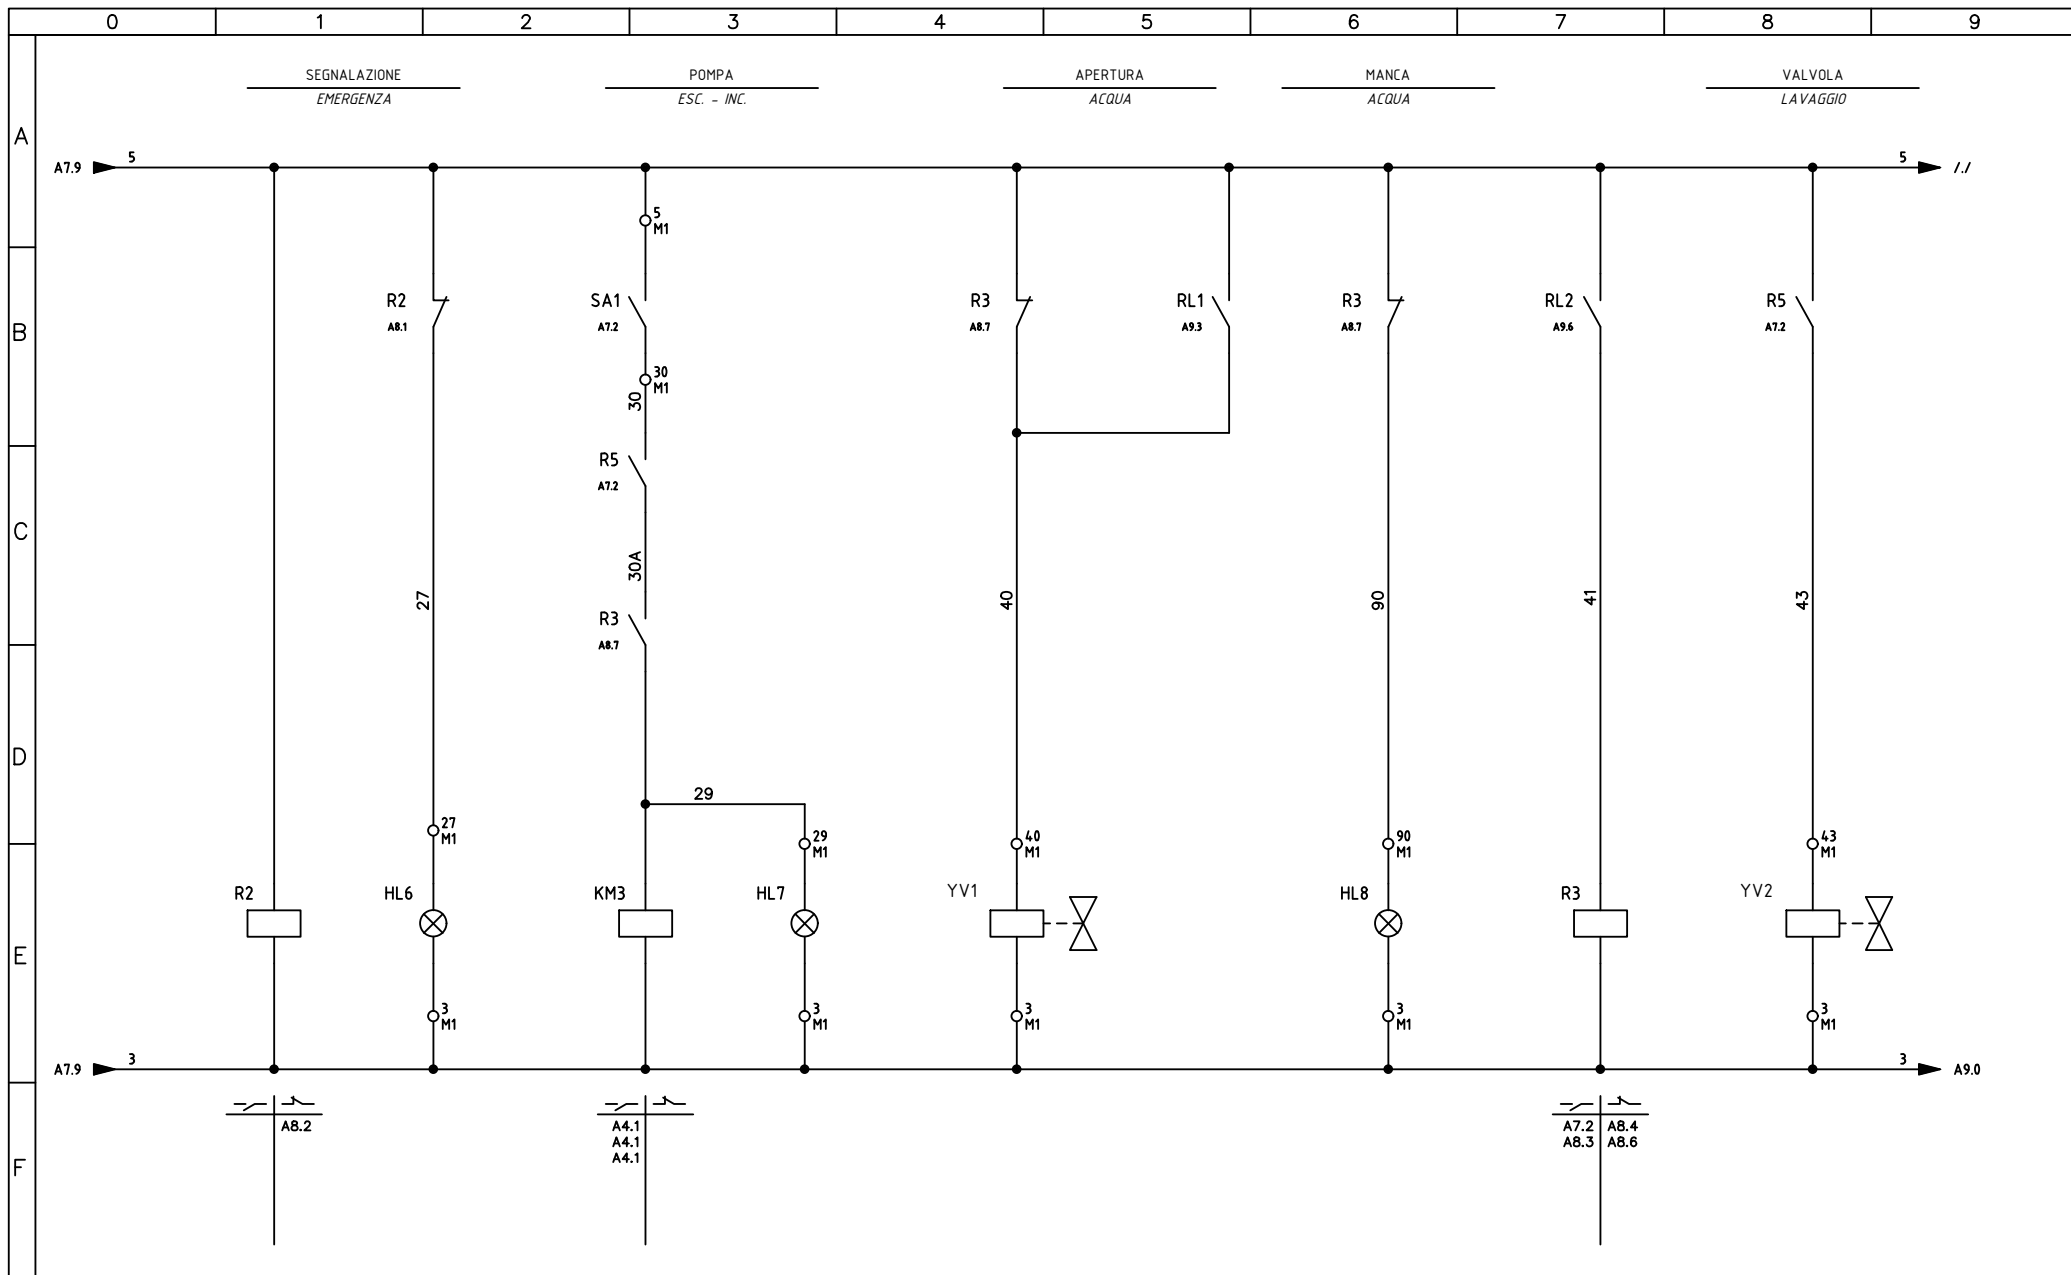 0 1 2 3 4 5 6 7 8 9
SEGNALAZIONE POMPA APERTURA MANCA VALVOLA
EMERGENZA ESC. - INC. ACQUA ACQUA LAVAGGIO
A
A7.9 5 5 /./
5
M1
B
R2 SA1 R3 RL1 R3 RL2 R5
A8.1 A7.2 A8.7 A9.3 A8.7 A9.6 A7.2
30
M1
30
R5
A7.2
C
30A
27 40 90 41 43
R3
A8.7
D
29
27 29 40 90 43
M1 M1 M1 M1 M1
R2 HL6 KM3 HL7 YV1 HL8 R3 YV2
E
3 3 3 3 3
M1 M1 M1 M1 M1
A7.9 3 3 A9.0
A8.2 A4.1 A7.2 A8.4
A4.1 A8.3 A8.6
A4.1
F